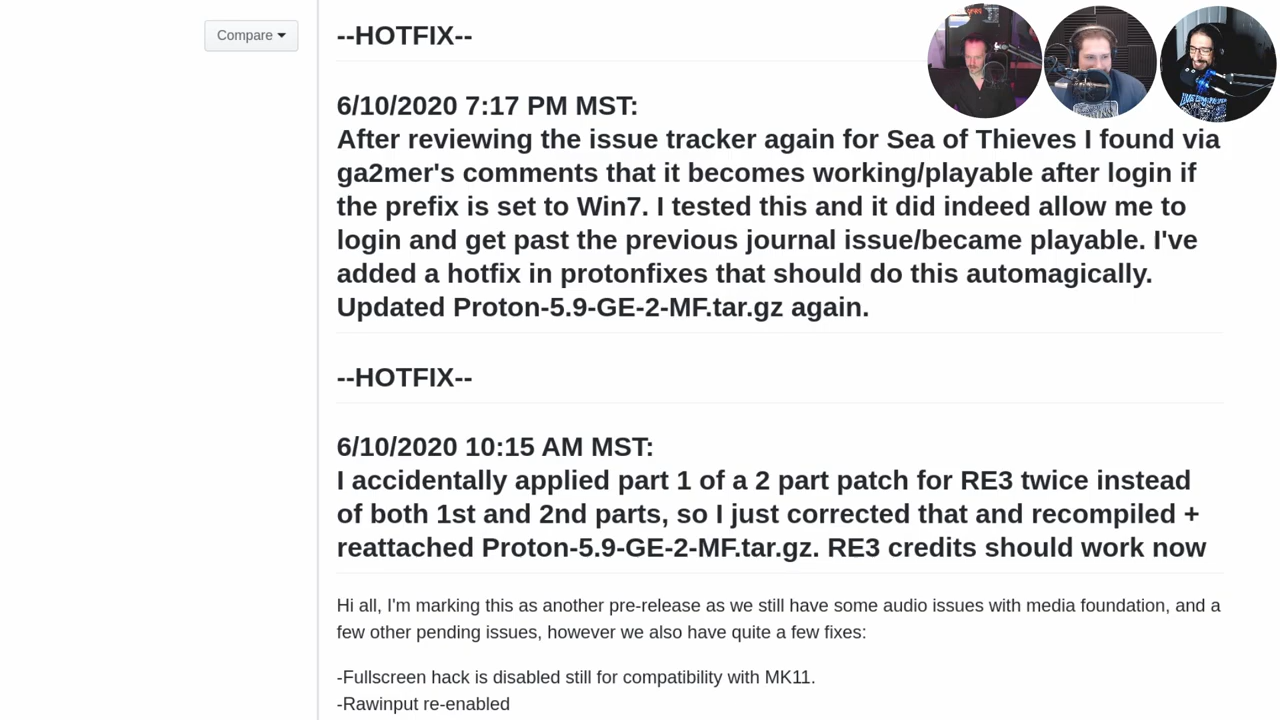 Compare
--HOTFIX--
6/10/2020 7:17 PM MST:
After reviewing the issue tracker again for Sea of Thieves I found via
ga2mer's comments that it becomes working/playable after login if
the prefix is set to Win7. I tested this and it did indeed allow me to
login and get past the previous journal issue/became playable. I've
added a hotfix in protonfixes that should do this automagically.
Updated Proton-5.9-GE-2-MF.tar.gz again.
--HOTFIX--
6/10/2020 10:15 AM MST:
I accidentally applied part 1 of a 2 part patch for RE3 twice instead
of both 1st and 2nd parts, so I just corrected that and recompiled +
reattached Proton-5.9-GE-2-MF.tar.gz. RE3 credits should work now
Hi all, I'm marking this as another pre-release as we still have some audio issues with media foundation, and a
few other pending issues, however we also have quite a few fixes:
-Fullscreen hack is disabled still for compatibility with MK11.
-Rawinput re-enabled